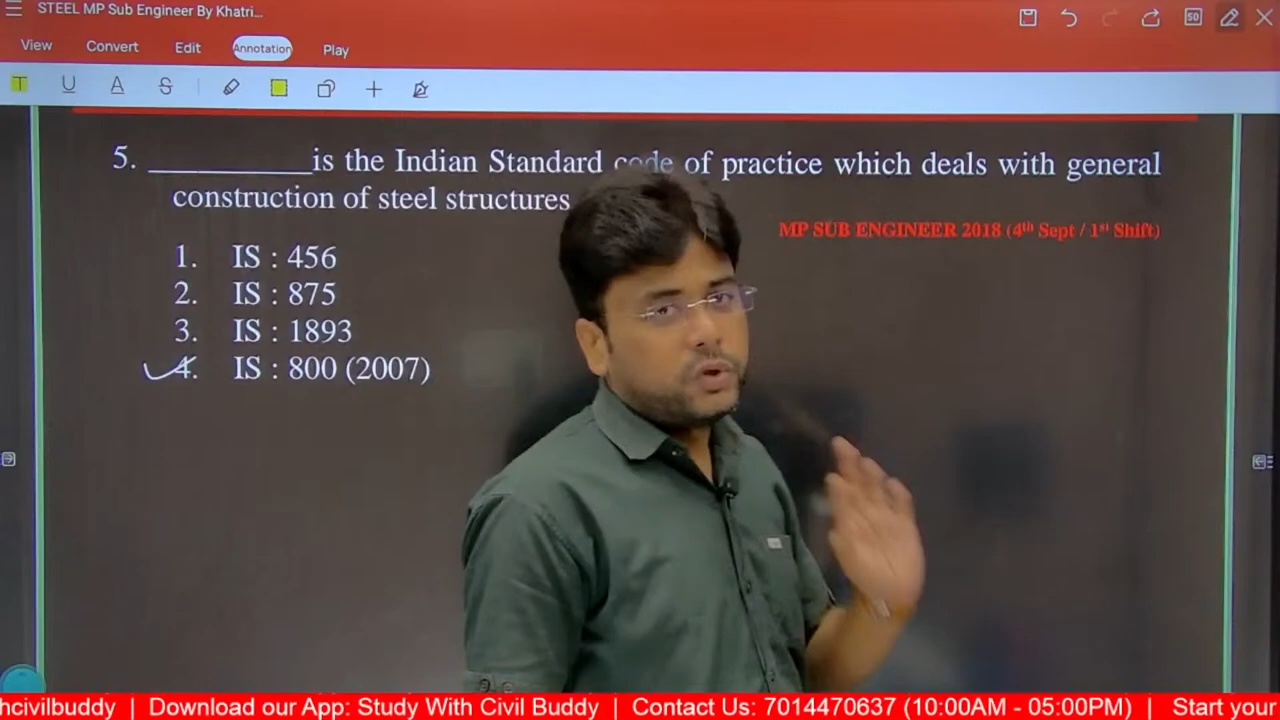 STEEL MP Sub Engineer By Khatri...
50
View Convert Edit Annotation Play
T U A S
5. __________is the Indian Standard code of practice which deals with general
construction of steel structures
MP SUB ENGINEER 2018 (4th Sept / 1st Shift)
1. IS : 456
2. IS : 875
3. IS : 1893
4. IS : 800 (2007)
hcivilbuddy | Download our App: Study With Civil Buddy | Contact Us: 7014470637 (10:00AM - 05:00PM) | Start your